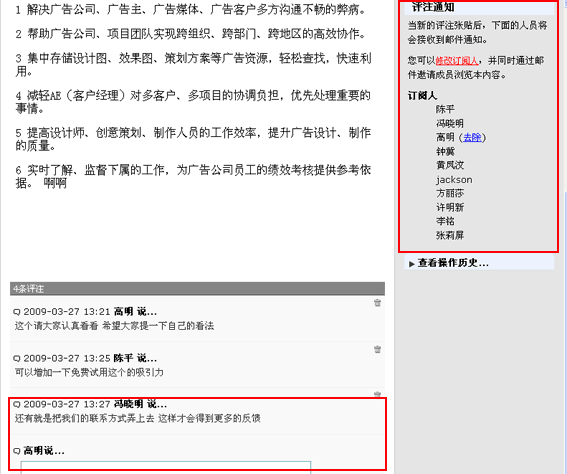 1 解决广告公司、广告主、广告媒体、广告客户多方沟通不畅的弊病。
2 帮助广告公司、项目团队实现跨组织、跨部门、跨地区的高效协作。
3 集中存储设计图、效果图、策划方案等广告资源，轻松查找，快速利
用。
4 减轻AE（客户经理）对多客户、多项目的协调负担，优先处理重要的
事情。
5 提高设计师、创意策划、制作人员的工作效率，提升广告设计、制作
的质量。
6 实时了解、监督下属的工作，为广告公司员工的绩效考核提供参考依
据。 啊啊
4条评注
2009-03-27 13:21 高明 说...
这个请大家认真看看 希望大家提一下自己的看法
2009-03-27 13:25 陈平 说...
可以增加一下免费试用这个的吸引力
2009-03-27 13:27 冯晓明 说...
还有就是把我们的联系方式弄上去 这样才会得到更多的反馈
高明说...
评注通知
当新的评注张贴后，下面的人员将
会接收到邮件通知。
您可以修改订阅人，并同时通过邮
件邀请成员浏览本内容。
订阅人
陈平
冯晓明
高明 (去除)
钟冀
黄凤汶
jackson
方丽莎
许明新
李铭
张莉屏
查看操作历史...